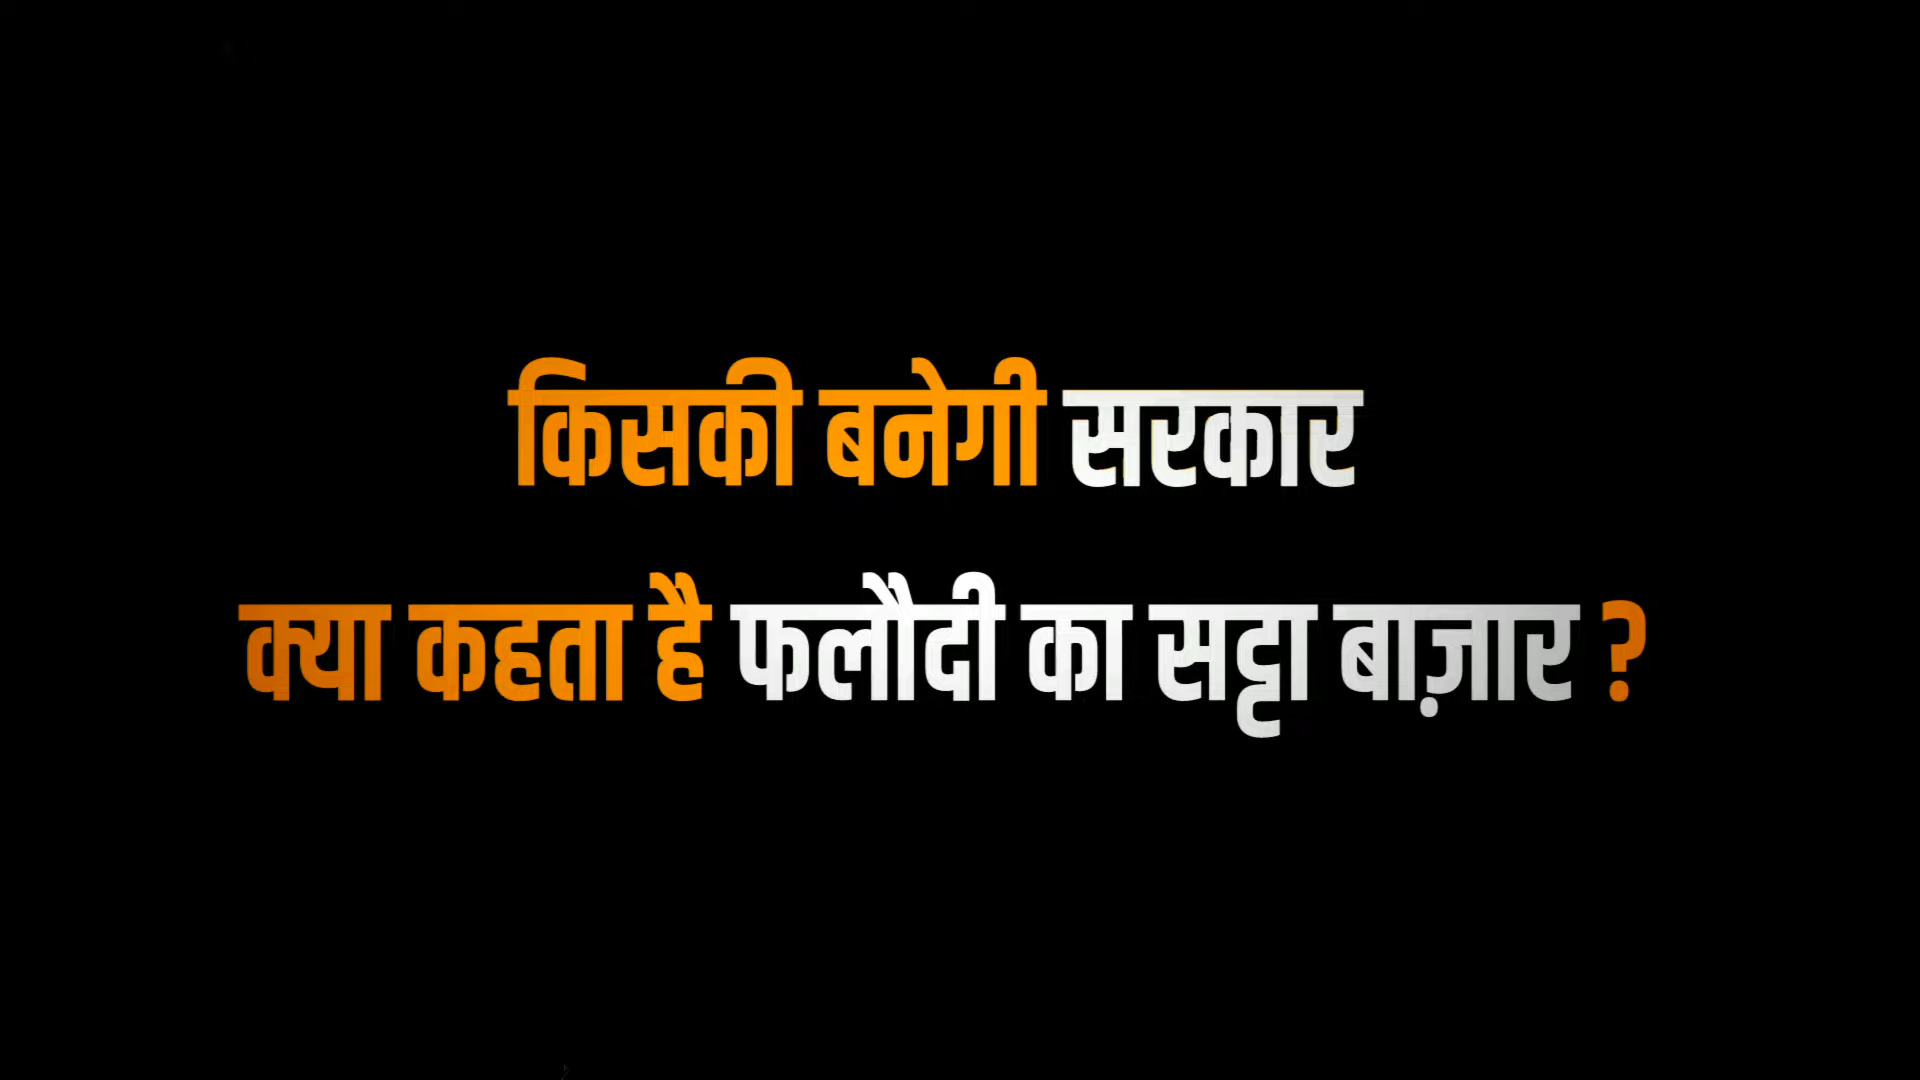 किसकी बनेगी सरकार
क्या कहता है फलौदी का सट्टा बाज़ार ?